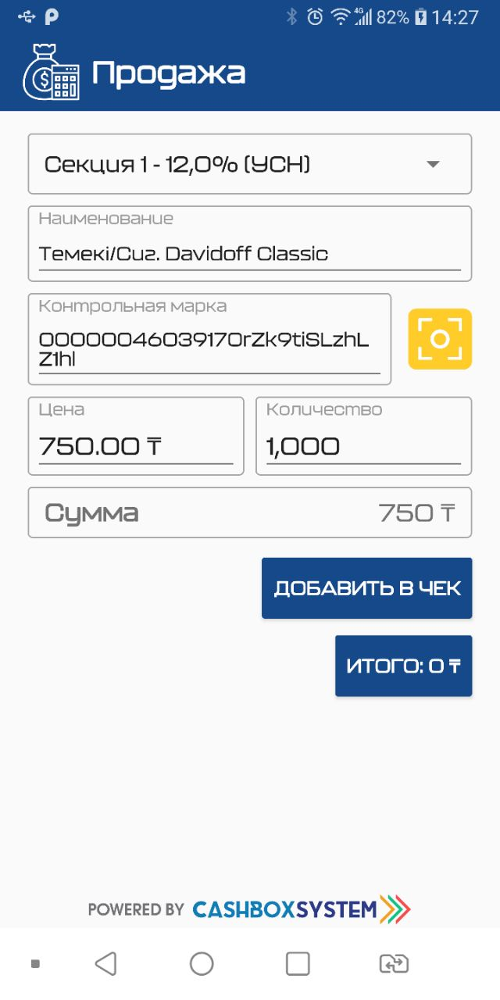 4G 82% 14:27
Продажа
Секция 1 - 12,0% (УСН)
Наименование
Темекі/Сиг. Davidoff Classic
Контрольная марка
00000046039170rZk9tiSLzhL
Z1hl
Цена
750.00 ₸
Количество
1,000
Сумма 750 ₸
ДОБАВИТЬ В ЧЕК
ИТОГО: 0 ₸
POWERED BY CASHBOXSYSTEM